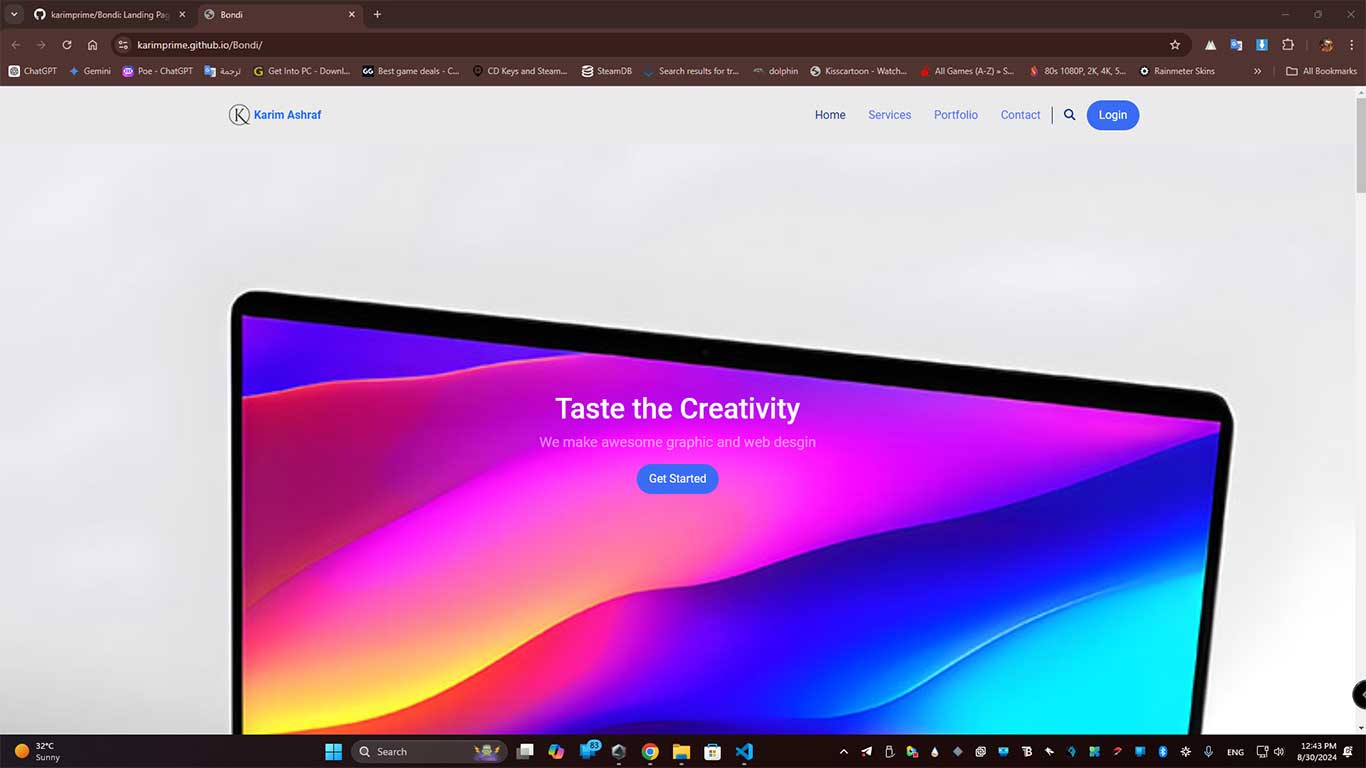 karimprime/Bondi: Landing Pag
Bondi
karimprime.github.io/Bondi/
ChatGPT
Gemini
Poe - ChatGPT
ترجمة
Get Into PC - Downl...
Best game deals - C...
CD Keys and Steam...
SteamDB
Search results for tr...
dolphin
Kisscartoon - Watch...
All Games (A-Z) » S...
80s 1080P, 2K, 4K, 5...
Rainmeter Skins
All Bookmarks
K Karim Ashraf
Home
Services
Portfolio
Contact
Login
Taste the Creativity
We make awesome graphic and web desgin
Get Started
32°C
Sunny
Search
83
ENG
12:43 PM
8/30/2024